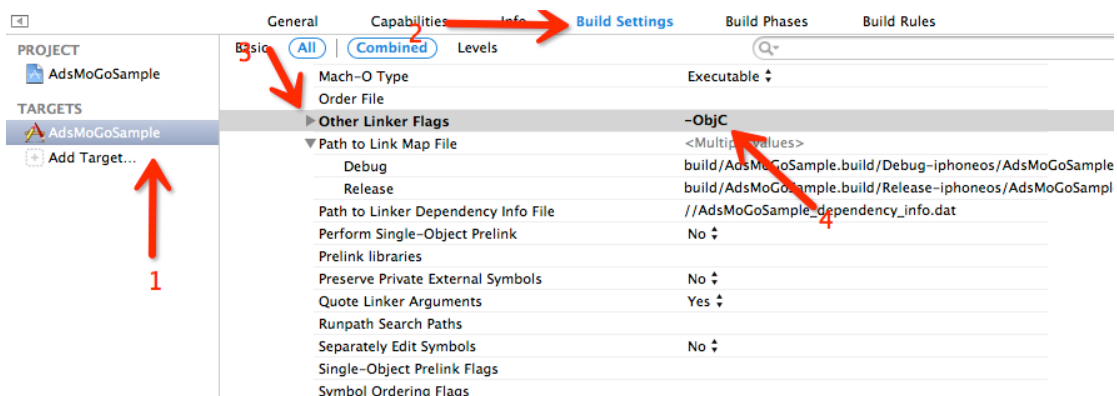 General Capabilities Info Build Settings Build Phases Build Rules
2
PROJECT
AdsMoGoSample
TARGETS
AdsMoGoSample
Add Target...
1
Basic All Combined Levels
3
Mach-O Type Executable
Order File
Other Linker Flags -ObjC
Path to Link Map File <Multiple values>
Debug build/AdsMoGoSample.build/Debug-iphoneos/AdsMoGoSample
Release build/AdsMoGoSample.build/Release-iphoneos/AdsMoGoSample
Path to Linker Dependency Info File //AdsMoGoSample_dependency_info.dat
4
Perform Single-Object Prelink No
Prelink libraries
Preserve Private External Symbols No
Quote Linker Arguments Yes
Runpath Search Paths
Separately Edit Symbols No
Single-Object Prelink Flags
Symbol Ordering Flags